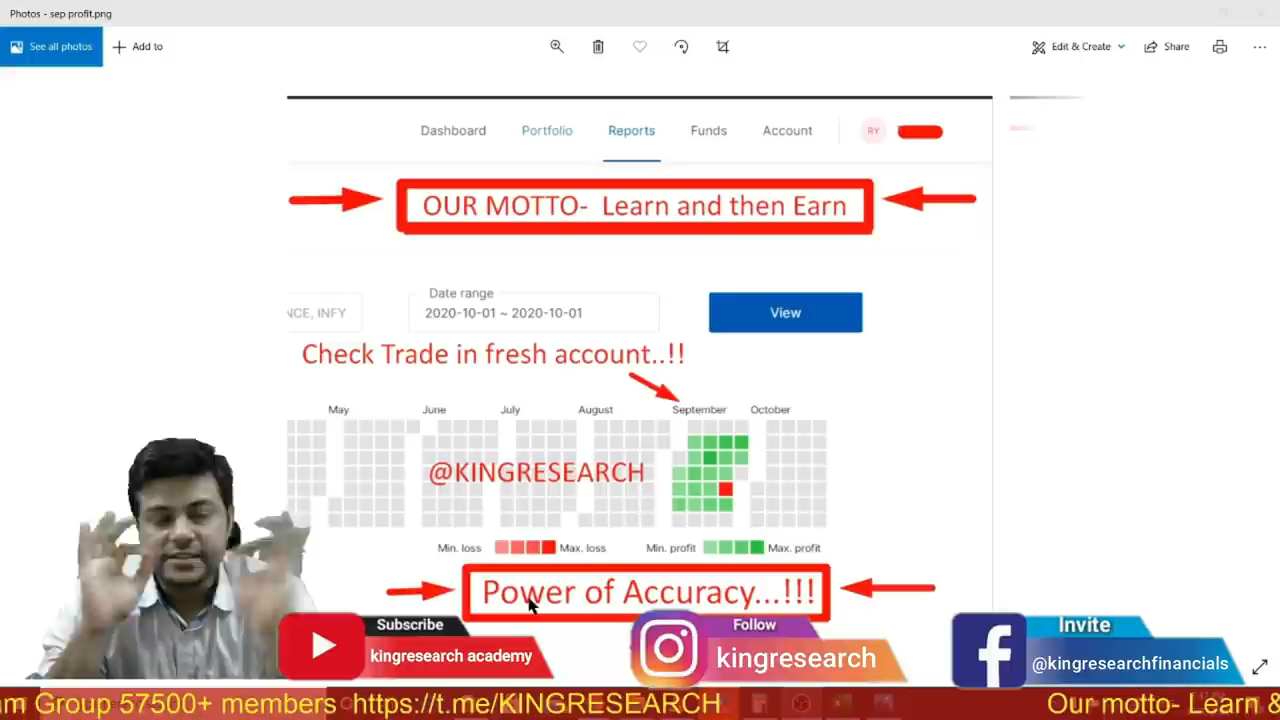 Photos - sep profit.png
See all photos
Add to
Edit & Create
Share
Dashboard
Portfolio
Reports
Funds
Account
RY
OUR MOTTO- Learn and then Earn
Date range
NCE, INFY
2020-10-01 ~ 2020-10-01
View
Check Trade in fresh account..!!
May
June
July
August
September
October
@KINGRESEARCH
Min. loss
Max. loss
Min. profit
Max. profit
Power of Accuracy...!!!
Subscribe
kingresearch academy
Follow
kingresearch
Invite
@kingresearchfinancials
am Group 57500+ members https://t.me/KINGRESEARCH
Our motto- Learn &